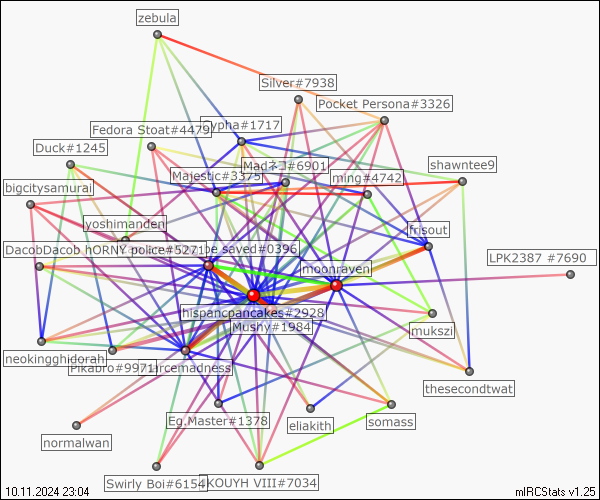 zebula
Silver#7938
Pocket Persona#3326
Fedora Stoat#4479
Cypha#1717
Duck#1245
Madネコ#6901
shawntee9
Majestic#3375
ming#4742
bigcitysamurai
yoshimanden
frisout
DacobDacob hORNY police#5271
be saved#0396
LPK2387 #7690
moonraven
hispancpancakes#2928
Mushy#1984
mukszi
neokingghidorah
Pikabro#9971
rcemadness
thesecondtwat
Eg.Master#1378
eliakith
somass
normalwan
Swirly Boi#6154
KOUYH VIII#7034
10.11.2024 23:04
mIRCStats v1.25